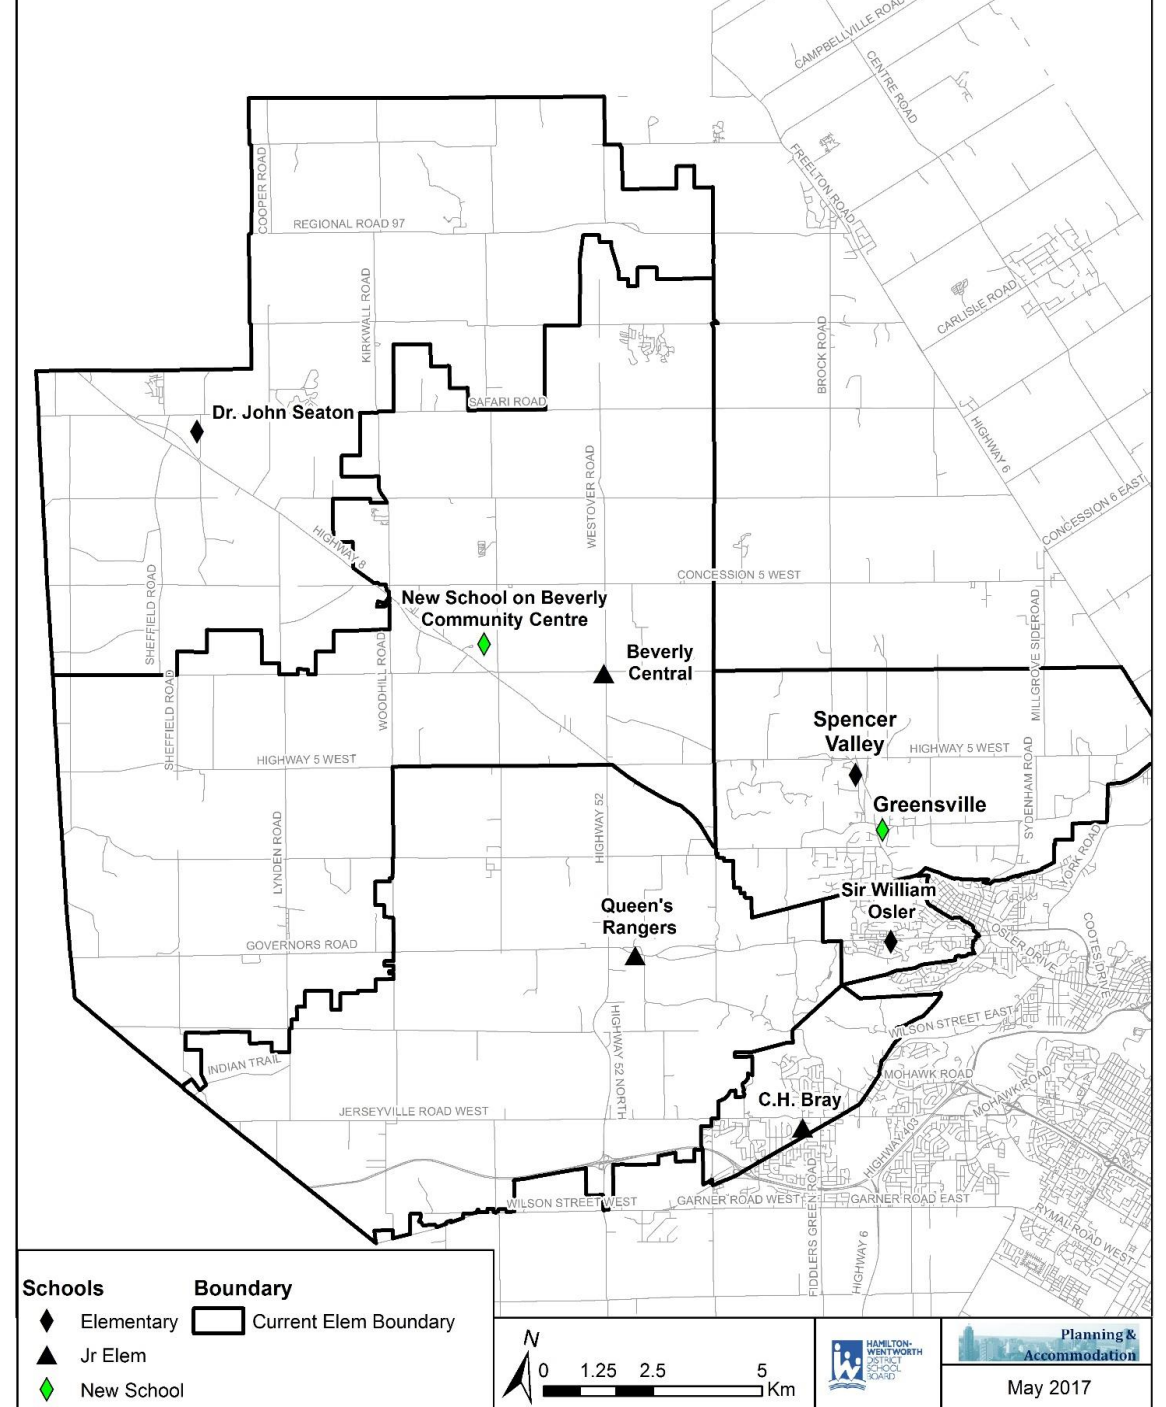 CAMPBELLVILLE ROAD
CENTRE ROAD
FREELTON ROAD
COOPER ROAD
REGIONAL ROAD 97
KIRKWALL ROAD
CARLISLE ROAD
BROCK ROAD
SAFARI ROAD
Dr. John Seaton
HIGHWAY 6
WESTOVER ROAD
CONCESSION 6 EAST
HIGHWAY 8
CONCESSION 5 WEST
SHEFFIELD ROAD
New School on Beverly
Community Centre
MILLGROVE SIDEROAD
WOODHILL ROAD
Beverly
Central
SHEFFIELD ROAD
Spencer
Valley
HIGHWAY 5 WEST
HIGHWAY 5 WEST
SYDENHAM ROAD
Greensville
HIGHWAY 52
LYNDEN ROAD
YORK ROAD
Sir William
Osler
Queen's
Rangers
GOVERNORS ROAD
OSLER DRIVE
COOTES DRIVE
HIGHWAY 52 NORTH
WILSON STREET EAST
INDIAN TRAIL
MOHAWK ROAD
MOHAWK ROAD
C.H. Bray
JERSEYVILLE ROAD WEST
HIGHWAY 403
WILSON STREET WEST
GARNER ROAD WEST
GARNER ROAD EAST
FIDDLERS GREEN ROAD
HIGHWAY 6
RYMAL ROAD WEST
Schools
Boundary
Elementary
Current Elem Boundary
Jr Elem
New School
N
0 1.25 2.5 5
Km
HAMILTON-
WENTWORTH
DISTRICT
SCHOOL
BOARD
Planning &
Accommodation
May 2017